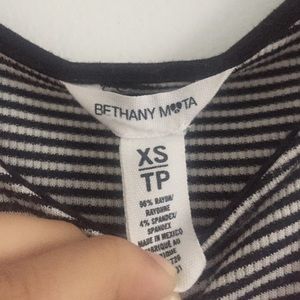 BETHANY MOTA
XS
TP
96% RAYON/
RAYONNE
4% SPANDEX/
SPANDEX
MADE IN MEXICO